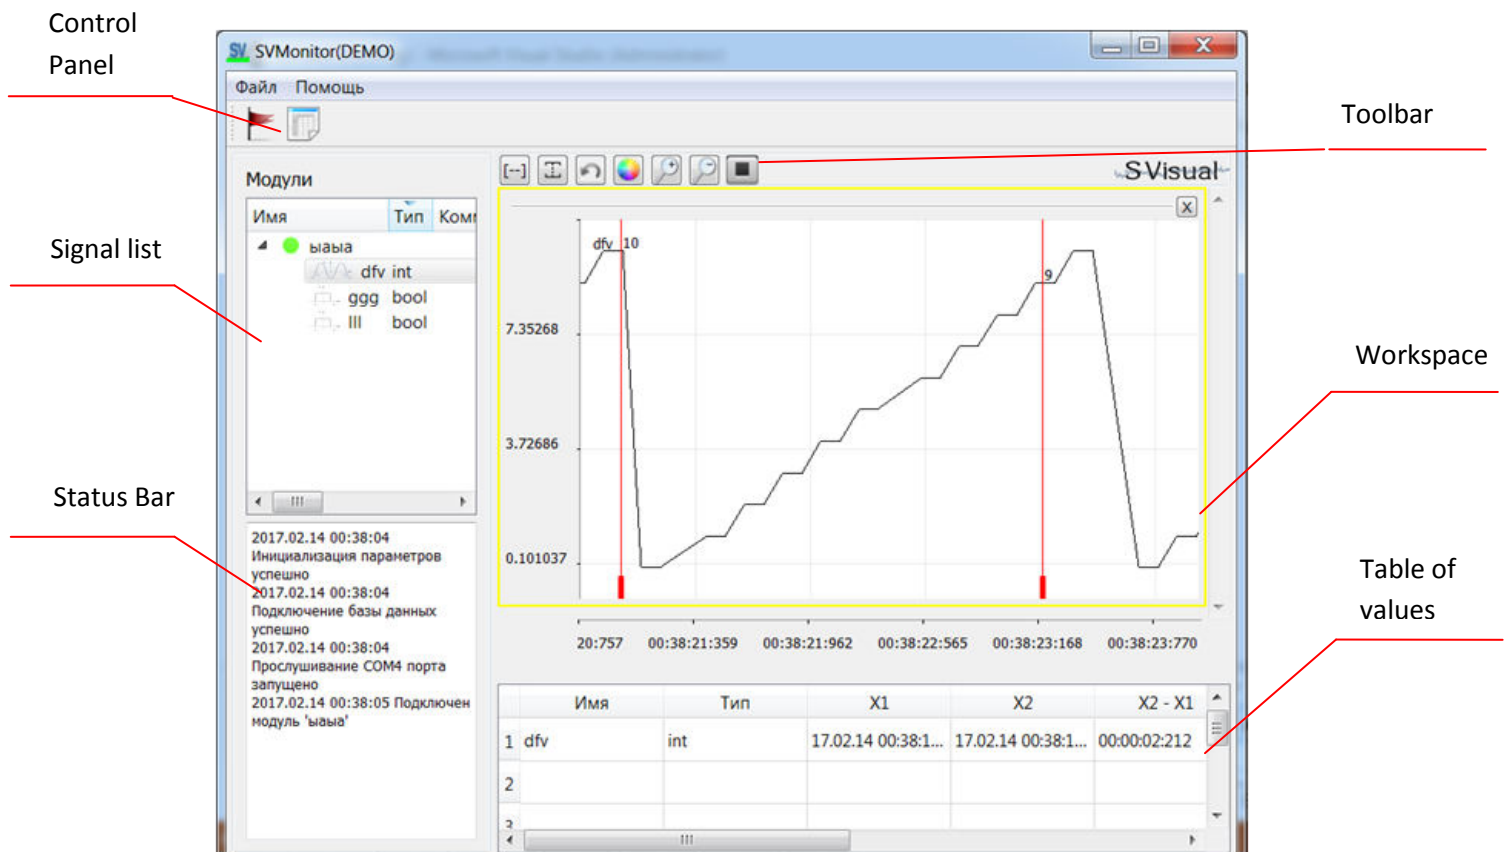 Control
Panel
SV. SVMonitor(DEMO)
Файл Помощь
Toolbar
Модули
S Visual
Имя Тип Комм
X
ыаыа
dfv int
ggg bool
lll bool
Signal list
dfv 10
9
7.35268
3.72686
0.101037
Workspace
Status Bar
2017.02.14 00:38:04
Инициализация параметров
успешно
2017.02.14 00:38:04
Подключение базы данных
успешно
2017.02.14 00:38:04
Прослушивание COM4 порта
запущено
2017.02.14 00:38:05 Подключен
модуль 'ыаыа'
20:757 00:38:21:359 00:38:21:962 00:38:22:565 00:38:23:168 00:38:23:770
Table of
values
Имя Тип X1 X2 X2 - X1
1 dfv int 17.02.14 00:38:1... 17.02.14 00:38:1... 00:00:02:212
2
3